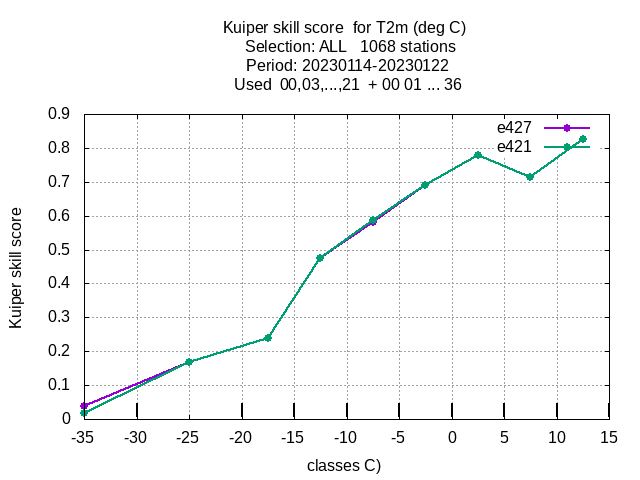 Kuiper skill score  for T2m (deg C)
Selection: ALL   1068 stations
Period: 20230114-20230122
Used  00,03,...,21  + 00 01 ... 36
0.9
0.8
0.7
0.6
0.5
0.4
0.3
0.2
0.1
0
Kuiper skill score
e427
e421
-35 -30 -25 -20 -15 -10 -5 0 5 10 15
classes C)